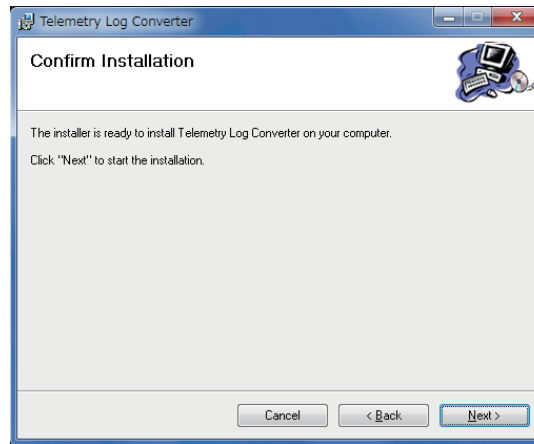 Telemetry Log Converter
Confirm Installation
The installer is ready to install Telemetry Log Converter on your computer.
Click "Next" to start the installation.
Cancel
< Back
Next >